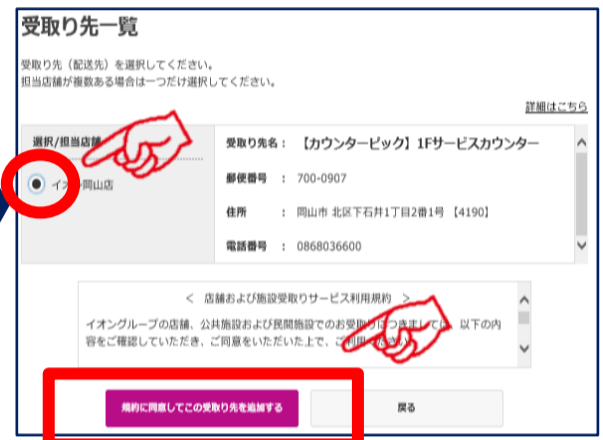 受取り先一覧
受取り先（配送先）を選択してください。
担当店舗が複数ある場合は一つだけ選択してください。
詳細はこちら
選択/担当店舗
イオン岡山店
受取り先名： 【カウンターピック】1Fサービスカウンター
郵便番号 ： 700-0907
住所 ： 岡山市 北区下石井1丁目2番1号 【4190】
電話番号 ： 0868036600
＜ 店舗および施設受取りサービス利用規約 ＞
イオングループの店舗、公共施設および民間施設でのお受取りにつきましては、以下の内
容をご確認していただき、ご同意をいただいた上で、ご利用ください
規約に同意してこの受取り先を追加する
戻る